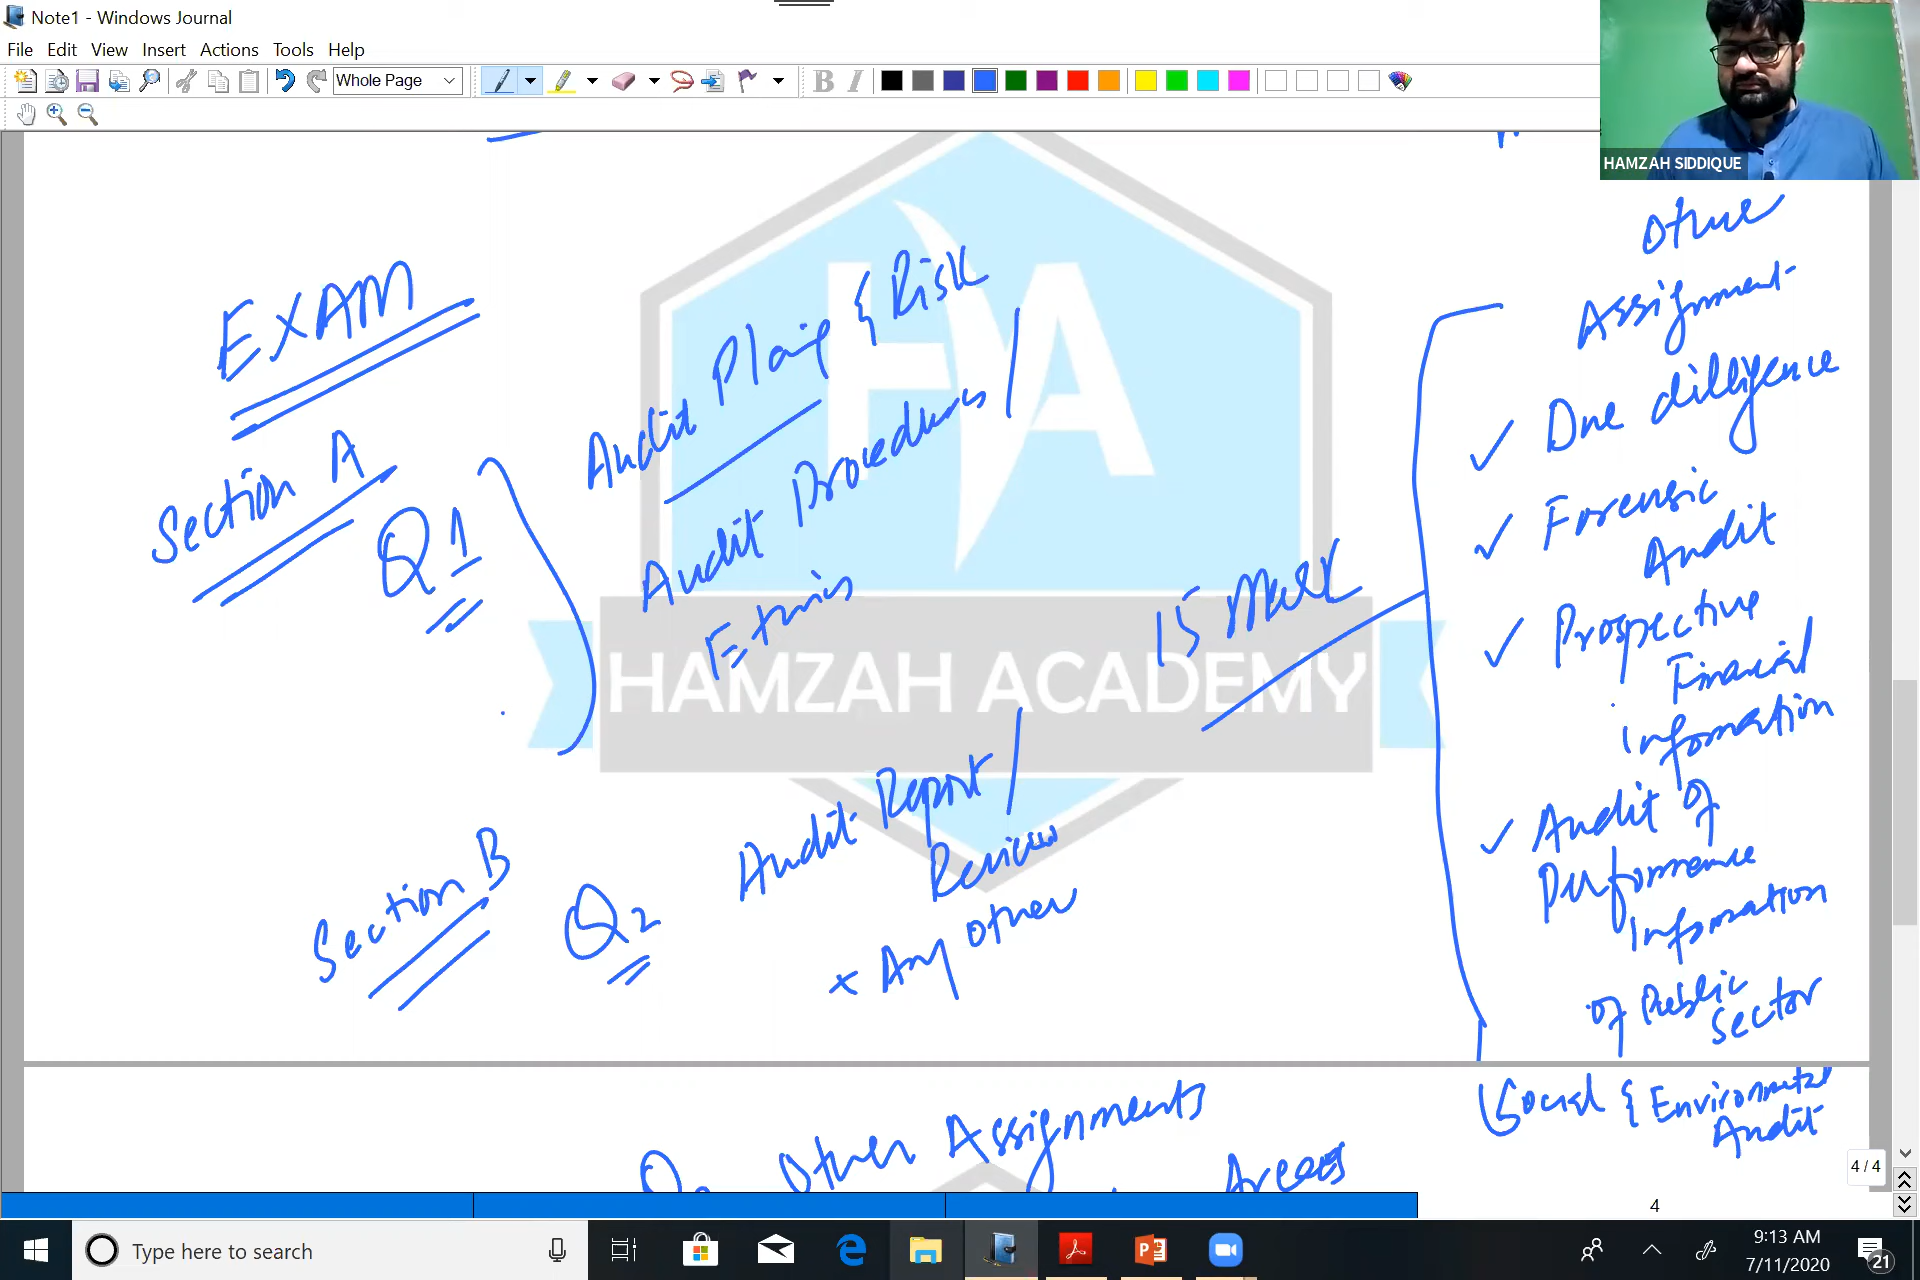 Note1 - Windows Journal
File Edit View Insert Actions Tools Help
Whole Page
B I
HAMZAH SIDDIQUE
EXAM
Section A
Q1
Audit & Risk
Audit Procedures /
Ethics
15 Mark
Section B
Q2
Audit Report /
Review
+ Any other
Other
Assignment
✓ Due dilligence
✓ Forensic
Audit
✓ Prospective
Financial
Information
✓ Audit of
Performance
Information
of Public
Sector
Social & Environmental
Audit
HAMZAH ACADEMY
Other Assignments
Areas
4 / 4
4
Type here to search
9:13 AM
7/11/2020
21